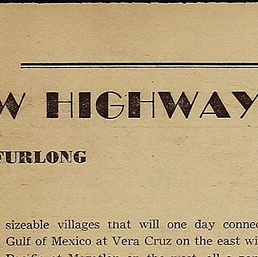 W HIGHWAY
FURLONG
sizeable villages that will one day connec
Gulf of Mexico at Vera Cruz on the east wi